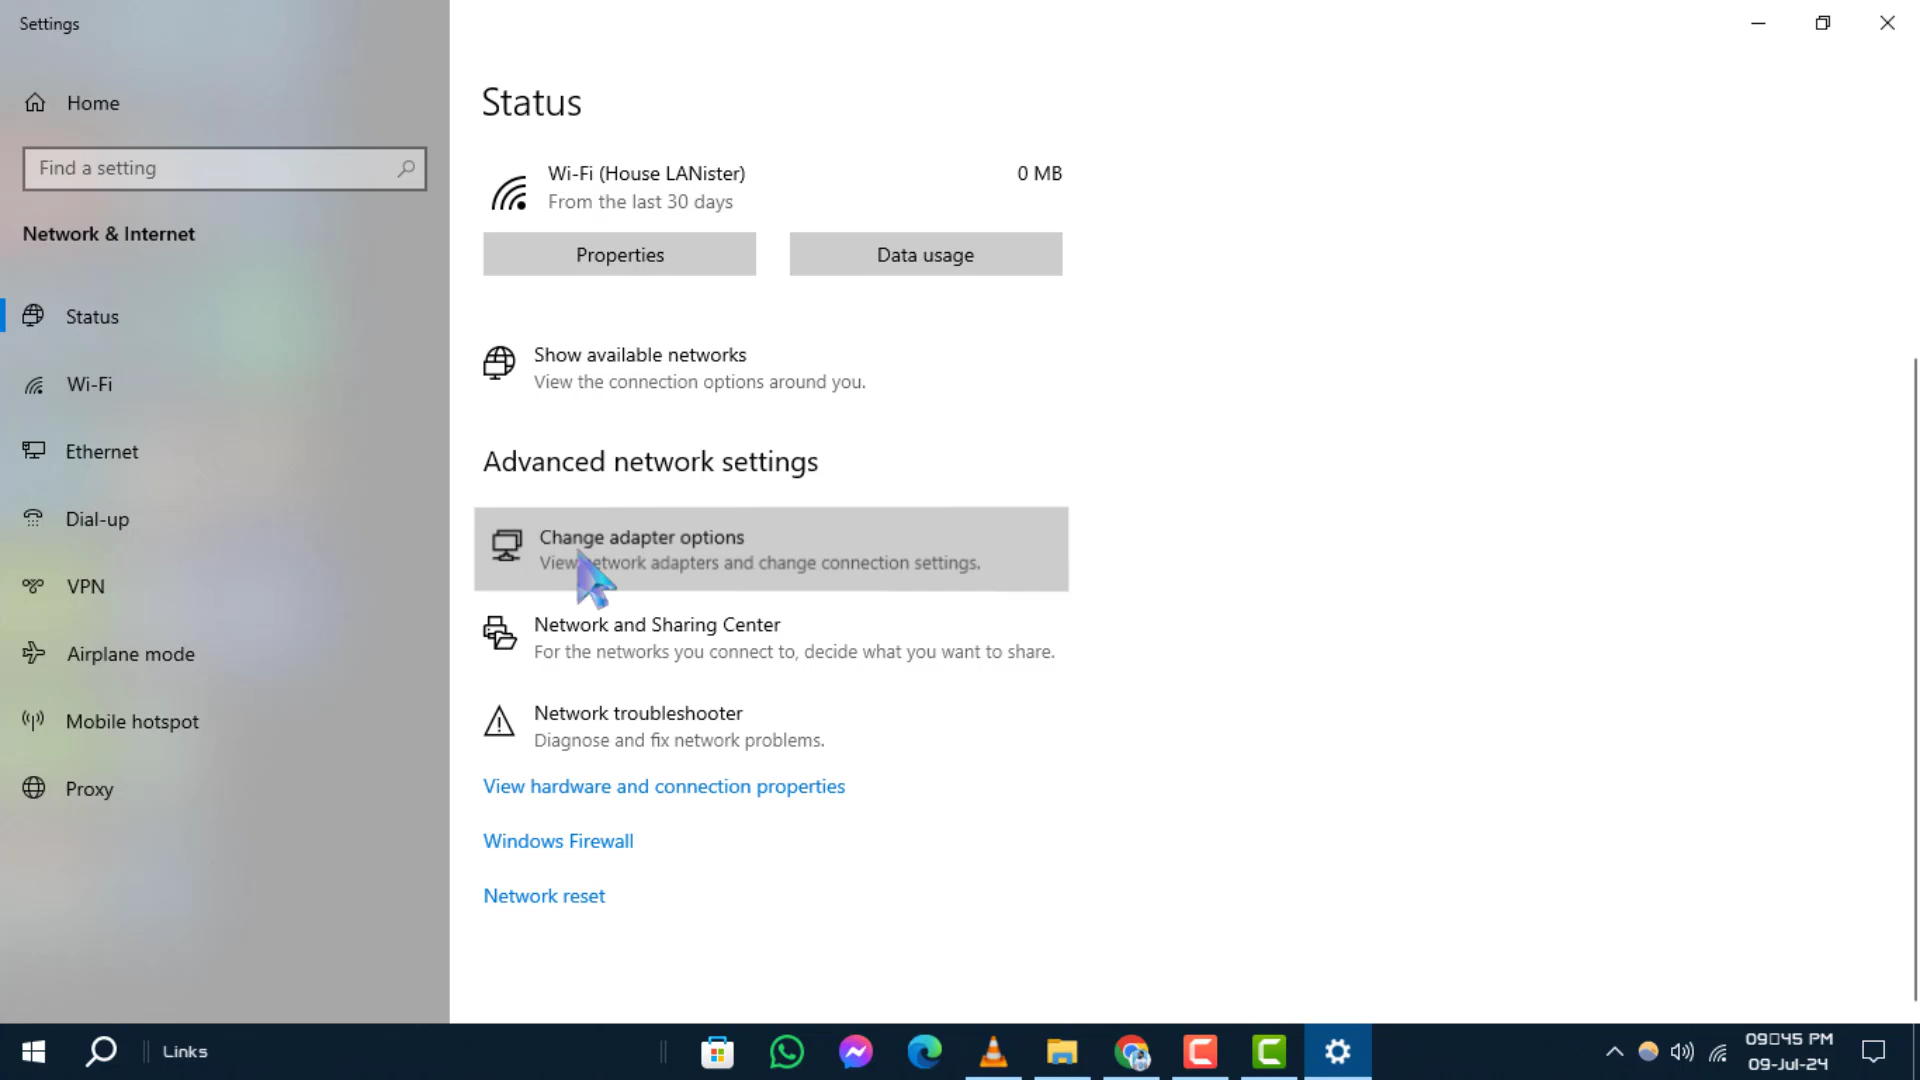 Settings
Home
Find a setting
Network & Internet
Status
Wi-Fi
Ethernet
Dial-up
VPN
Airplane mode
Mobile hotspot
Proxy
Status
Wi-Fi (House LANister)
0 MB
From the last 30 days
Properties
Data usage
Show available networks
View the connection options around you.
Advanced network settings
Change adapter options
View network adapters and change connection settings.
Network and Sharing Center
For the networks you connect to, decide what you want to share.
Network troubleshooter
Diagnose and fix network problems.
View hardware and connection properties
Windows Firewall
Network reset
Links
09▯45 PM
09-Jul-24